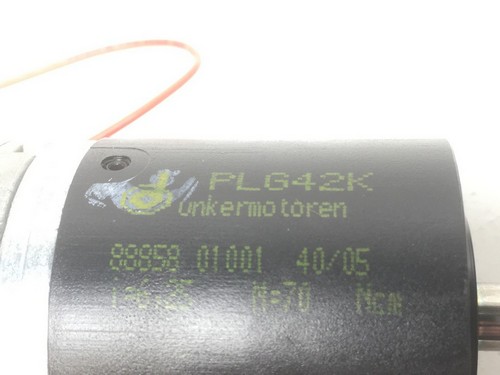 PLG42K
unkermotoren
88858 01001 40/05
M=70 Ncm